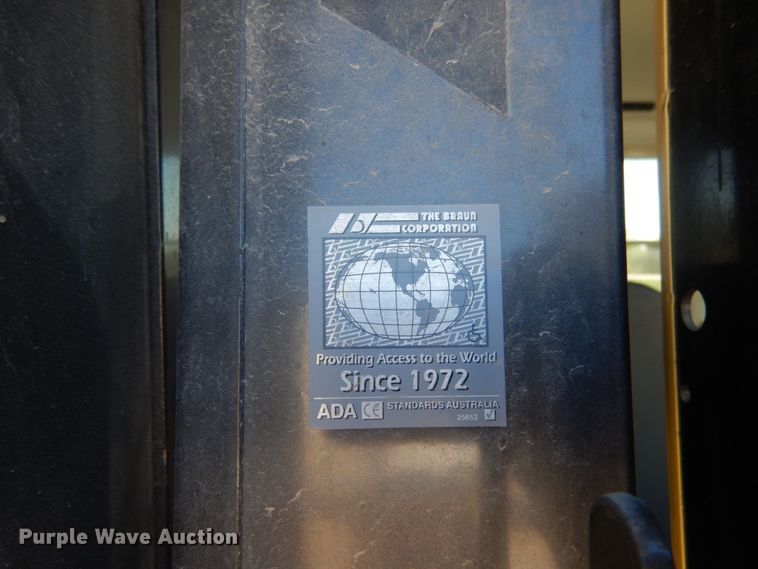 THE BRAUN
CORPORATION
Providing Access to the World
Since 1972
ADA CE STANDARDS AUSTRALIA
25652
Purple Wave Auction